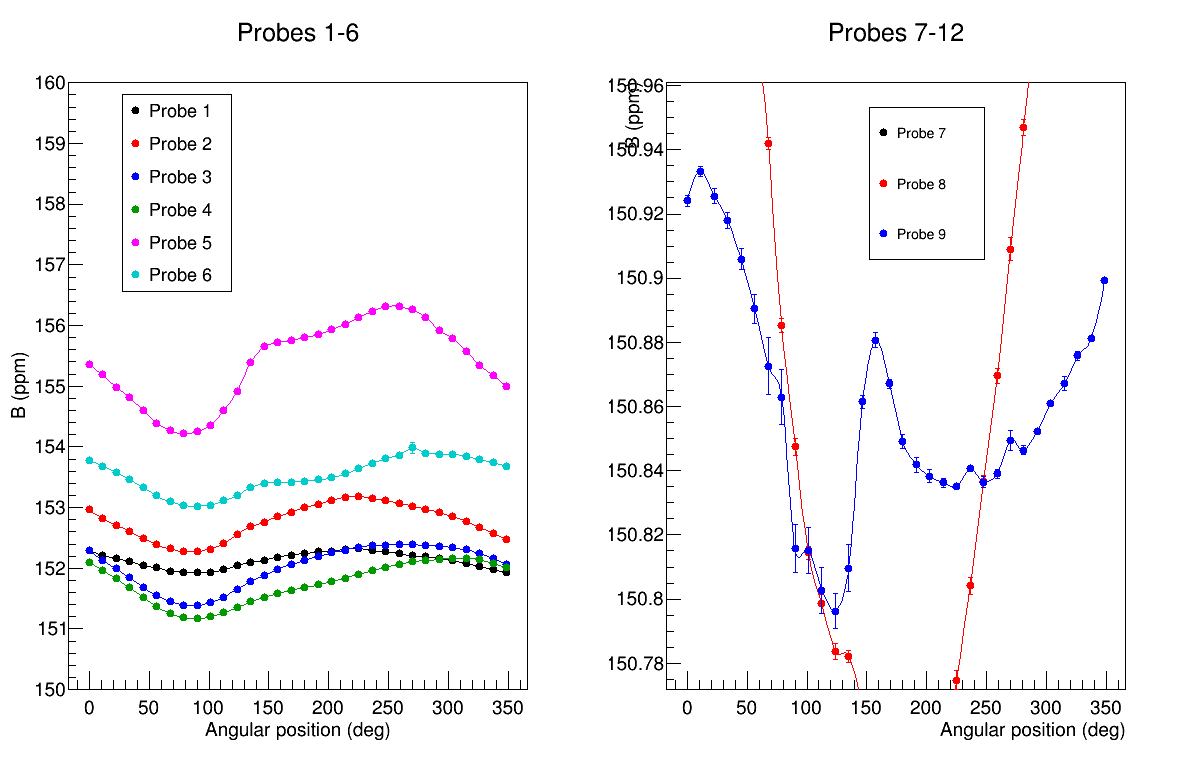 Probes 1-6
160
159
158
157
156
155
154
153
152
151
150
B (ppm)
Probe 1
Probe 2
Probe 3
Probe 4
Probe 5
Probe 6
0 50 100 150 200 250 300 350
Angular position (deg)
Probes 7-12
150.96
150.94
150.92
150.9
150.88
150.86
150.84
150.82
150.8
150.78
B (ppm)
Probe 7
Probe 8
Probe 9
0 50 100 150 200 250 300 350
Angular position (deg)